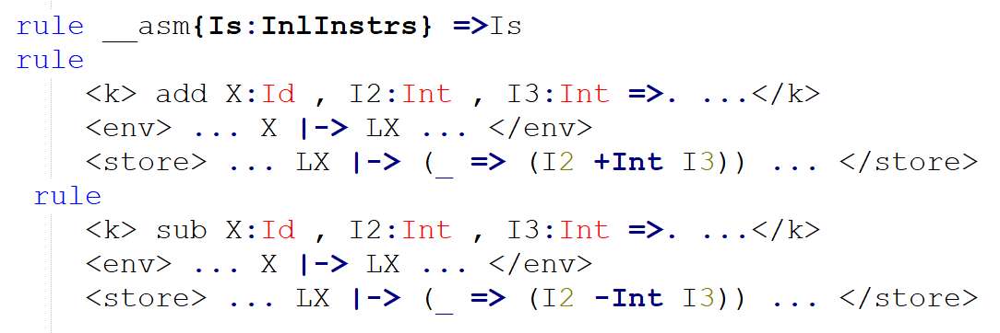 rule __asm{Is:InlInstrs} =>Is
rule
<k> add X:Id , I2:Int , I3:Int =>. ...</k>
<env> ... X |-> LX ... </env>
<store> ... LX |-> (_ => (I2 +Int I3)) ... </store>
rule
<k> sub X:Id , I2:Int , I3:Int =>. ...</k>
<env> ... X |-> LX ... </env>
<store> ... LX |-> (_ => (I2 -Int I3)) ... </store>